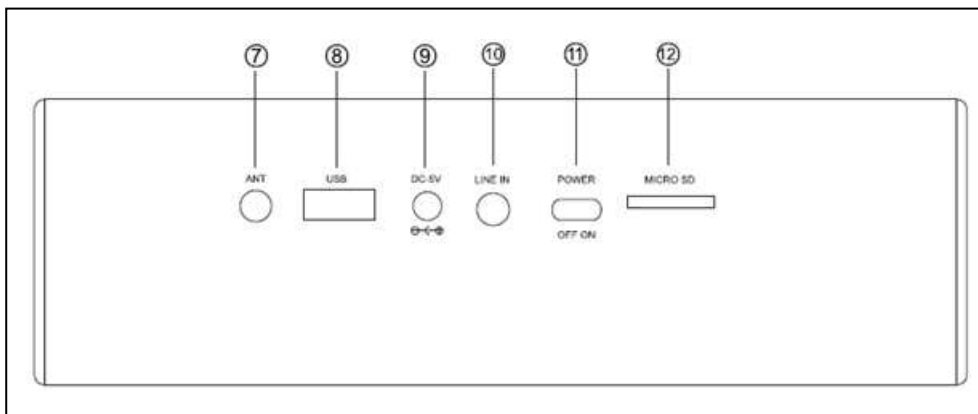 ⑦ ⑧ ⑨ ⑩ ⑪ ⑫
ANT USB DC-5V LINE IN POWER MICRO SD
OFF ON